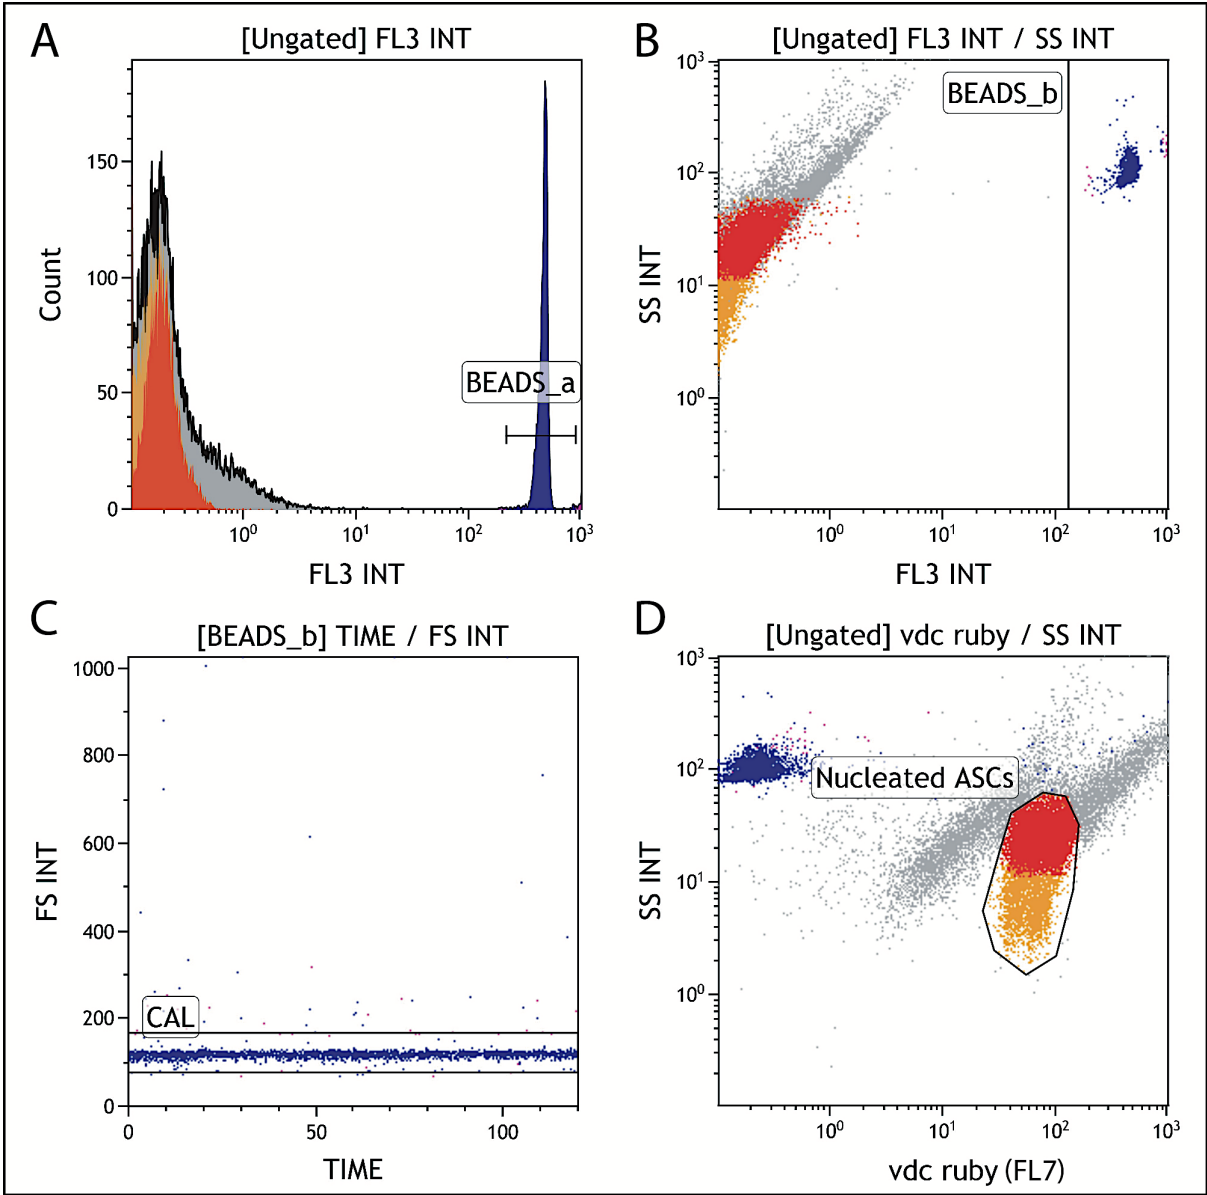 A
[Ungated] FL3 INT
150
100
50
0
Count
BEADS_a
10⁰
10¹
10²
10³
FL3 INT
B
[Ungated] FL3 INT / SS INT
10³
10²
10¹
10⁰
SS INT
BEADS_b
10⁰
10¹
10²
10³
FL3 INT
C
[BEADS_b] TIME / FS INT
1000
800
600
400
200
0
FS INT
CAL
0
50
100
TIME
D
[Ungated] vdc ruby / SS INT
10³
10²
10¹
10⁰
SS INT
Nucleated ASCs
10⁰
10¹
10²
10³
vdc ruby (FL7)